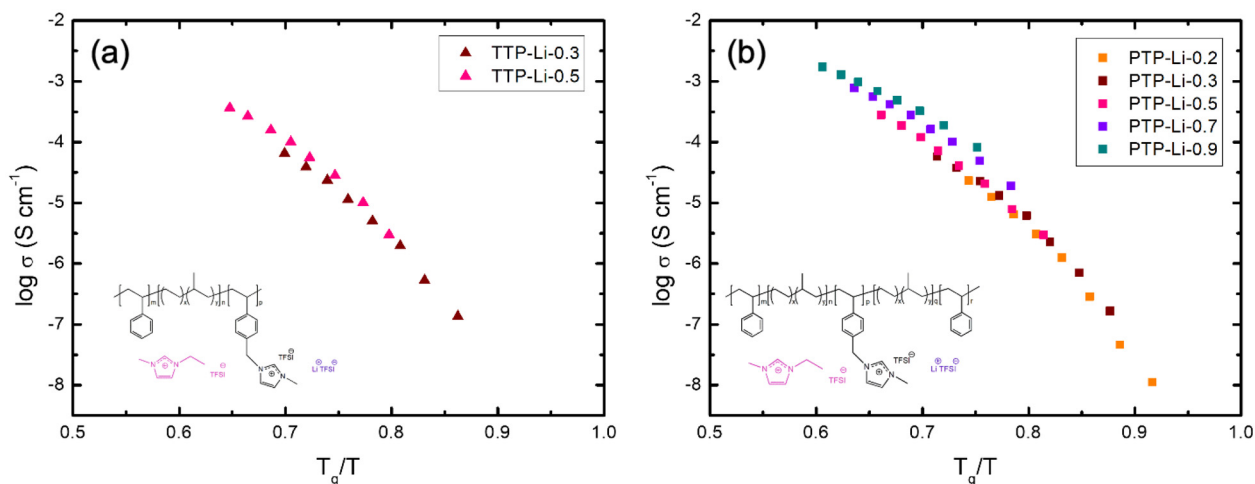 (a)
TTP-Li-0.3
TTP-Li-0.5
-2
-3
-4
-5
-6
-7
-8
log σ (S cm⁻¹)
m
x
y
n
p
TFSI
⊖
TFSI
⊖
⊕
Li TFSI
⊖
⊕
⊕
N
N
N
N
0.5 0.6 0.7 0.8 0.9 1.0
T_g/T
(b)
PTP-Li-0.2
PTP-Li-0.3
PTP-Li-0.5
PTP-Li-0.7
PTP-Li-0.9
-2
-3
-4
-5
-6
-7
-8
log σ (S cm⁻¹)
m
x
y
n
p
x
y
q
r
TFSI
⊖
TFSI
⊖
⊕
Li TFSI
⊖
⊕
⊕
N
N
N
N
0.5 0.6 0.7 0.8 0.9 1.0
T_g/T